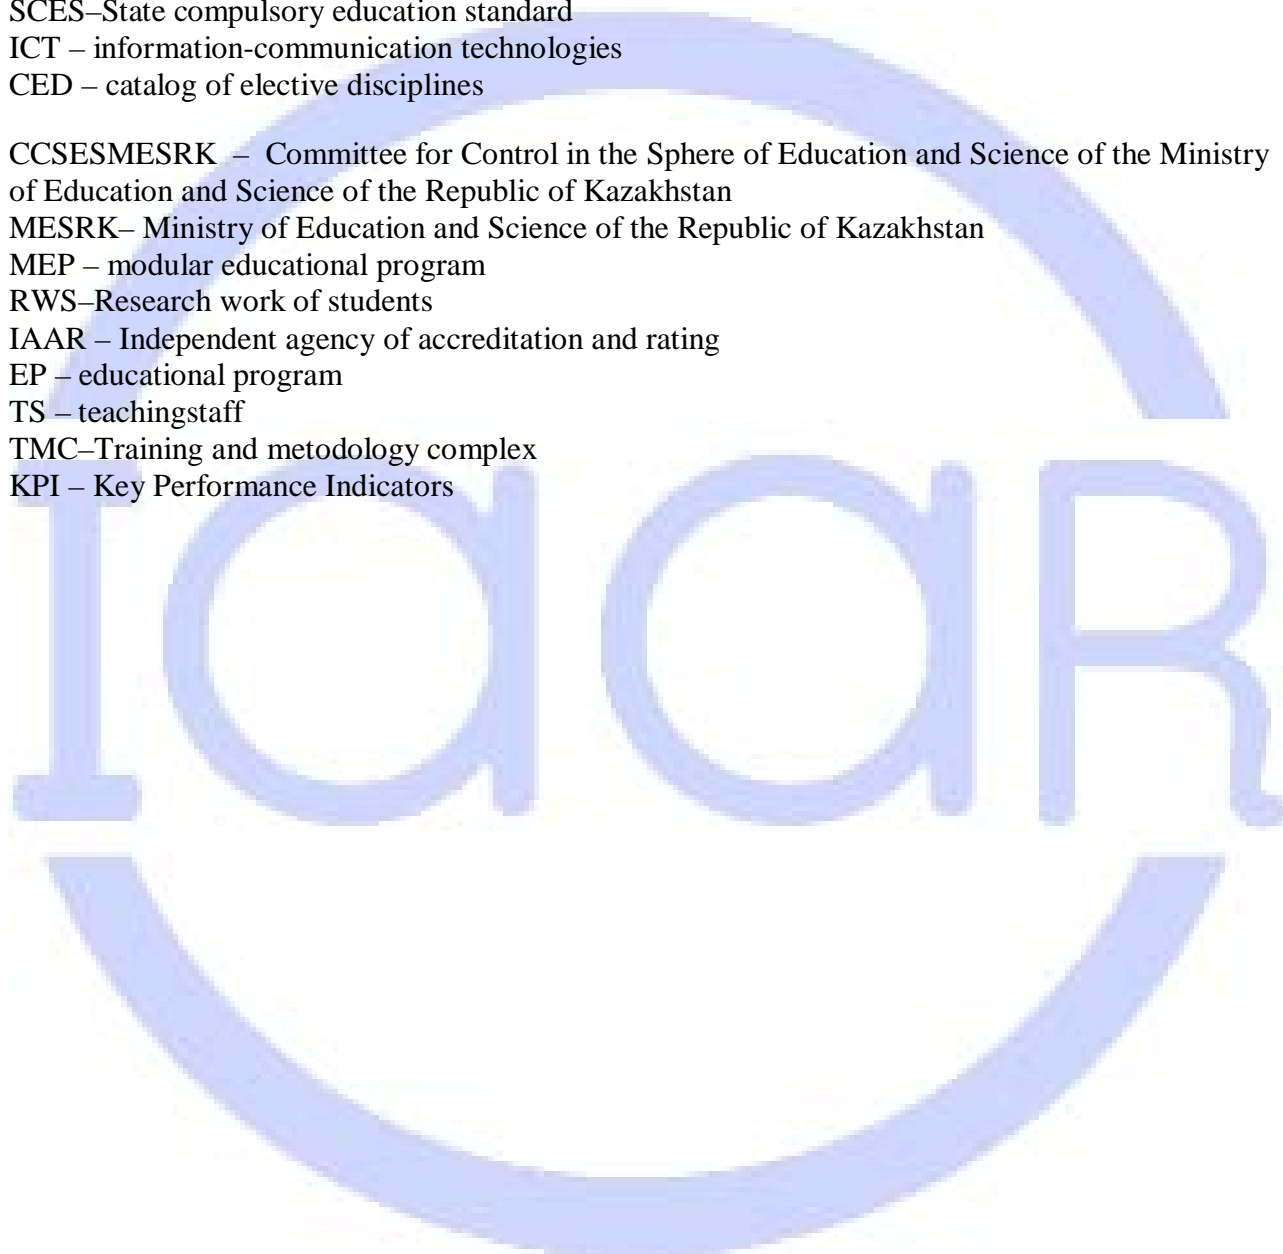 SCES–State compulsory education standard
ICT – information-communication technologies
CED – catalog of elective disciplines
CCSESMESRK – Committee for Control in the Sphere of Education and Science of the Ministry
of Education and Science of the Republic of Kazakhstan
MESRK– Ministry of Education and Science of the Republic of Kazakhstan
MEP – modular educational program
RWS–Research work of students
IAAR – Independent agency of accreditation and rating
EP – educational program
TS – teachingstaff
TMC–Training and metodology complex
KPI – Key Performance Indicators
IaaR